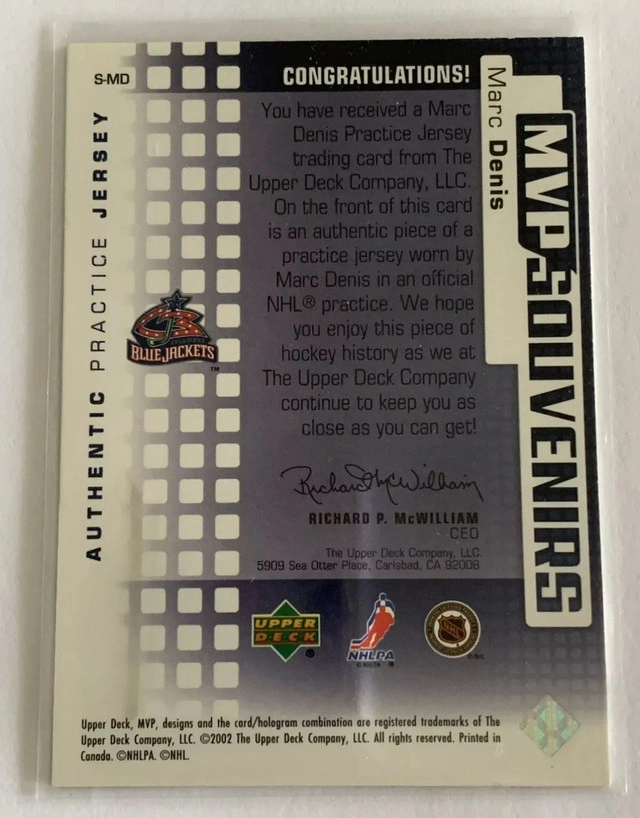 S-MD
CONGRATULATIONS!
You have received a Marc
Denis Practice Jersey
trading card from The
Upper Deck Company, LLC.
On the front of this card
is an authentic piece of a
practice jersey worn by
Marc Denis in an official
NHL® practice. We hope
you enjoy this piece of
hockey history as we at
The Upper Deck Company
continue to keep you as
close as you can get!
Richard P. McWilliam
RICHARD P. McWILLIAM
CEO
The Upper Deck Company, LLC.
5909 Sea Otter Place, Carlsbad, CA 92008
Marc Denis
MVP SOUVENIRS
AUTHENTIC PRACTICE JERSEY
BLUE JACKETS
TM
UPPER
DECK
®
NHLPA
NHL
Upper Deck, MVP, designs and the card/hologram combination are registered trademarks of The
Upper Deck Company, LLC. ©2002 The Upper Deck Company, LLC. All rights reserved. Printed in
Canada. ©NHLPA. ©NHL.